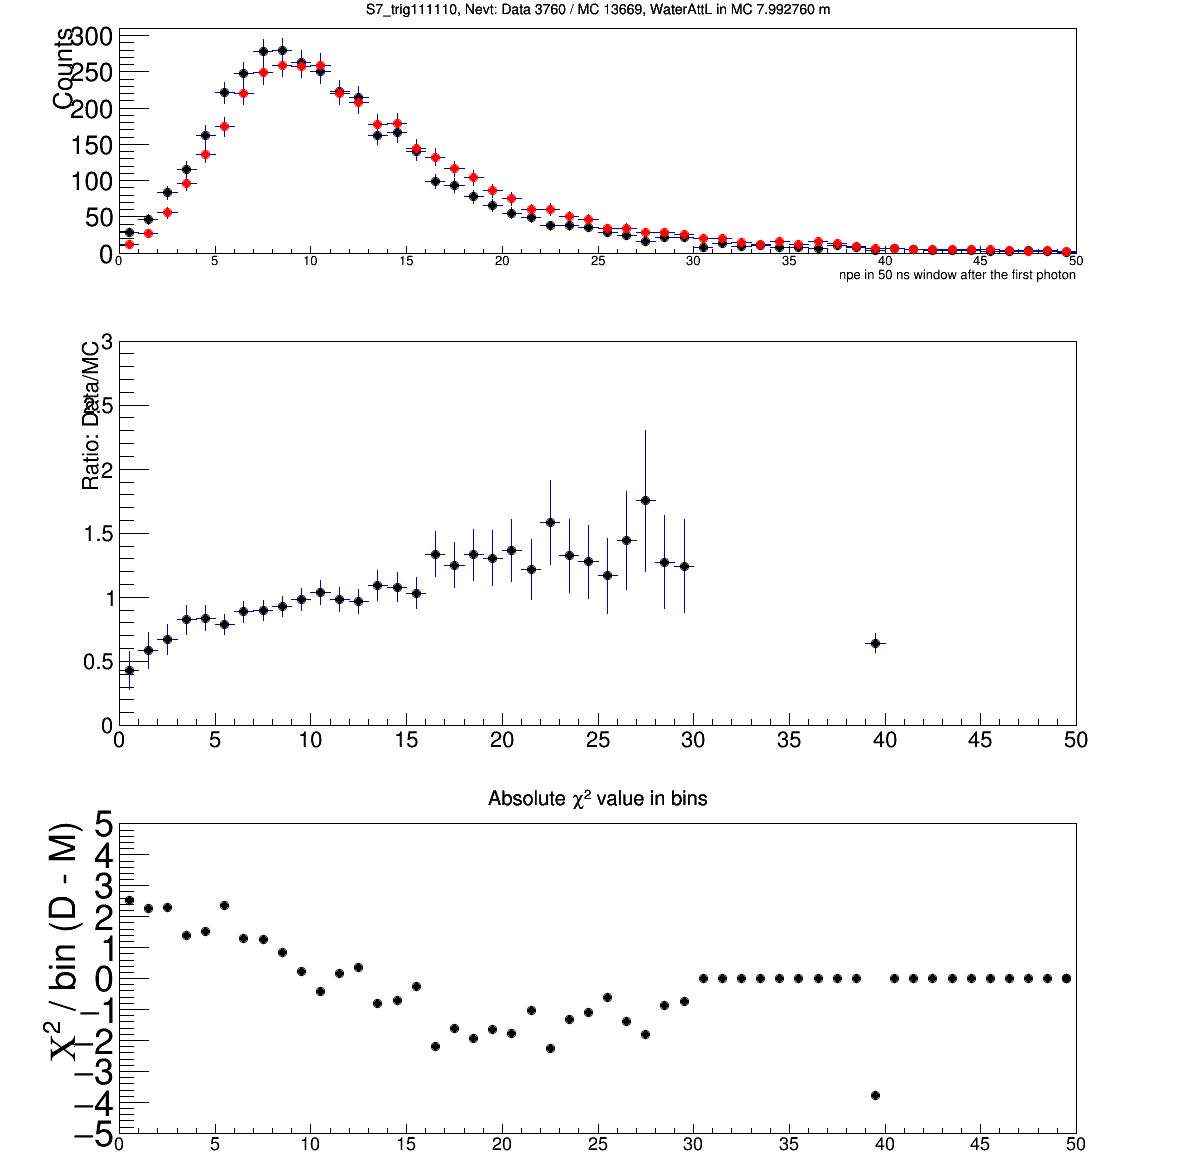 S7_trig111110, Nevt: Data 3760 / MC 13669, WaterAttL in MC 7.992760 m
Counts
300
250
200
150
100
50
0
0 5 10 15 20 25 30 35 40 45 50
npe in 50 ns window after the first photon
Ratio: Data/MC
3
2.5
2
1.5
1
0.5
0
0 5 10 15 20 25 30 35 40 45 50
Absolute χ² value in bins
X² / bin (D - M)
5
4
3
2
1
0
−1
−2
−3
−4
−5
0 5 10 15 20 25 30 35 40 45 50